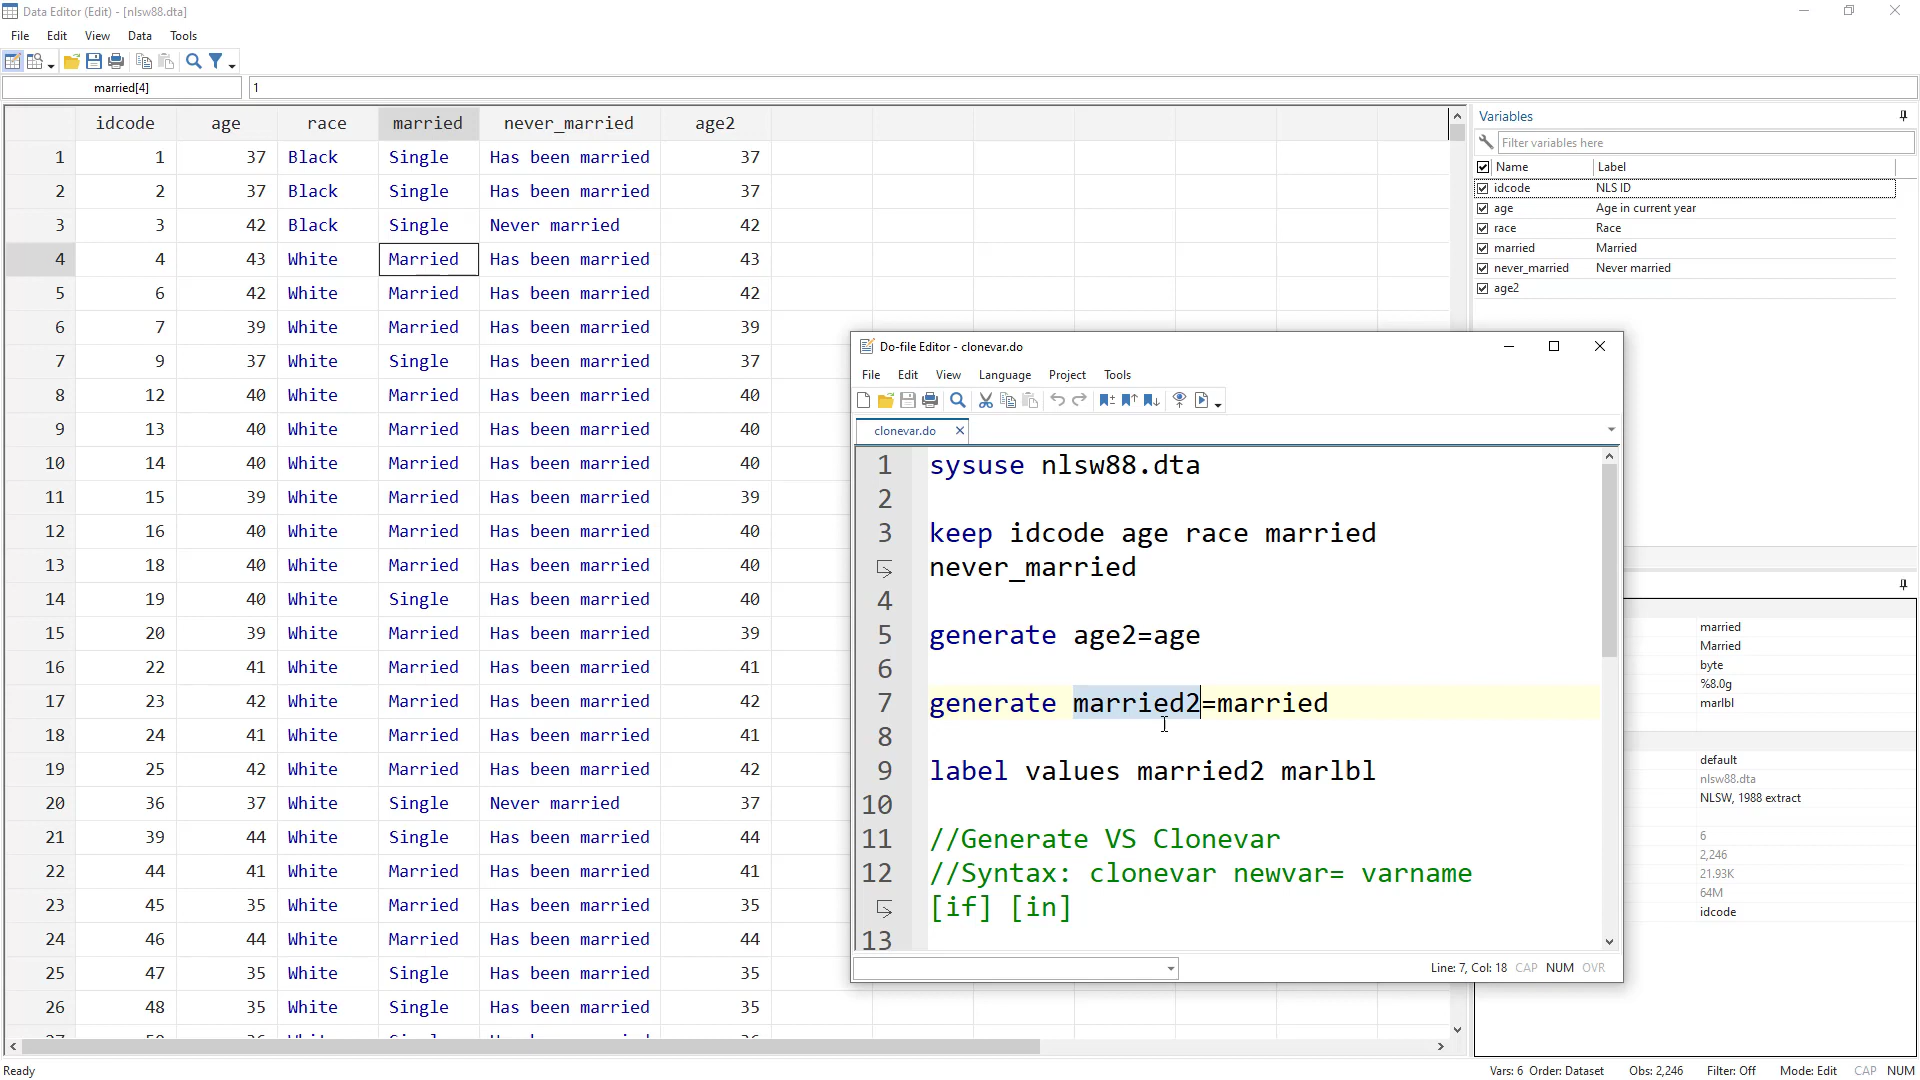 Data Editor (Edit) - [nlsw88.dta]
File Edit View Data Tools
married[4] 1
idcode age race married never_married age2
1 1 37 Black Single Has been married 37
2 2 37 Black Single Has been married 37
3 3 42 Black Single Never married 42
4 4 43 White Married Has been married 43
5 6 42 White Married Has been married 42
6 7 39 White Married Has been married 39
7 9 37 White Single Has been married 37
8 12 40 White Married Has been married 40
9 13 40 White Married Has been married 40
10 14 40 White Married Has been married 40
11 15 39 White Married Has been married 39
12 16 40 White Married Has been married 40
13 18 40 White Married Has been married 40
14 19 40 White Single Has been married 40
15 20 39 White Married Has been married 39
16 22 41 White Married Has been married 41
17 23 42 White Married Has been married 42
18 24 41 White Married Has been married 41
19 25 42 White Married Has been married 42
20 36 37 White Single Never married 37
21 39 44 White Single Has been married 44
22 44 41 White Married Has been married 41
23 45 35 White Married Has been married 35
24 46 44 White Married Has been married 44
25 47 35 White Single Has been married 35
26 48 35 White Single Has been married 35
Variables
Filter variables here
Name Label
idcode NLS ID
age Age in current year
race Race
married Married
never_married Never married
age2
Do-file Editor - clonevar.do
File Edit View Language Project Tools
clonevar.do
1 sysuse nlsw88.dta
2
3 keep idcode age race married
never_married
4
5 generate age2=age
6
7 generate married2=married
8
9 label values married2 marlbl
10
11 //Generate VS Clonevar
12 //Syntax: clonevar newvar= varname
[if] [in]
13
Line: 7, Col: 18 CAP NUM OVR
married
Married
byte
%8.0g
marlbl
default
nlsw88.dta
NLSW, 1988 extract
6
2,246
21.93K
64M
idcode
Ready Vars: 6 Order: Dataset Obs: 2,246 Filter: Off Mode: Edit CAP NUM